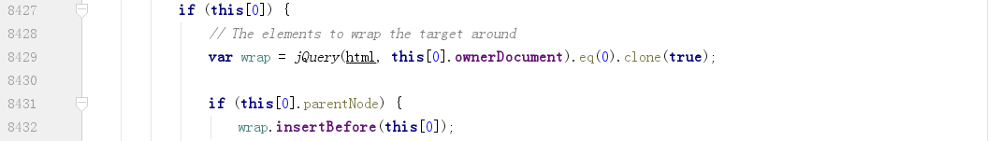 8427 if (this[0]) {
8428 // The elements to wrap the target around
8429 var wrap = jQuery(html, this[0].ownerDocument).eq(0).clone(true);
8430
8431 if (this[0].parentNode) {
8432 wrap.insertBefore(this[0]);